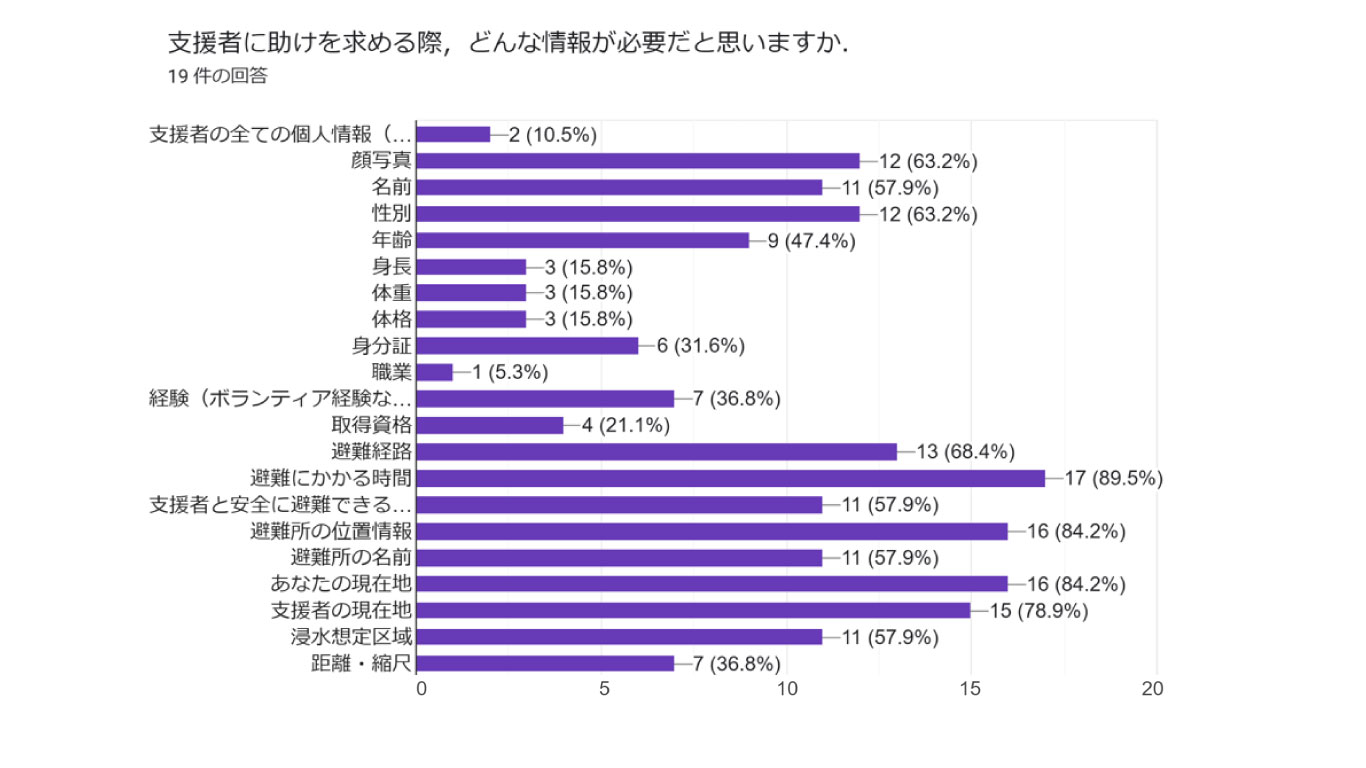 支援者に助けを求める際，どんな情報が必要だと思いますか．
19 件の回答
支援者の全ての個人情報（… 2 (10.5%)
顔写真 12 (63.2%)
名前 11 (57.9%)
性別 12 (63.2%)
年齢 9 (47.4%)
身長 3 (15.8%)
体重 3 (15.8%)
体格 3 (15.8%)
身分証 6 (31.6%)
職業 1 (5.3%)
経験（ボランティア経験な… 7 (36.8%)
取得資格 4 (21.1%)
避難経路 13 (68.4%)
避難にかかる時間 17 (89.5%)
支援者と安全に避難できる… 11 (57.9%)
避難所の位置情報 16 (84.2%)
避難所の名前 11 (57.9%)
あなたの現在地 16 (84.2%)
支援者の現在地 15 (78.9%)
浸水想定区域 11 (57.9%)
距離・縮尺 7 (36.8%)
0 5 10 15 20